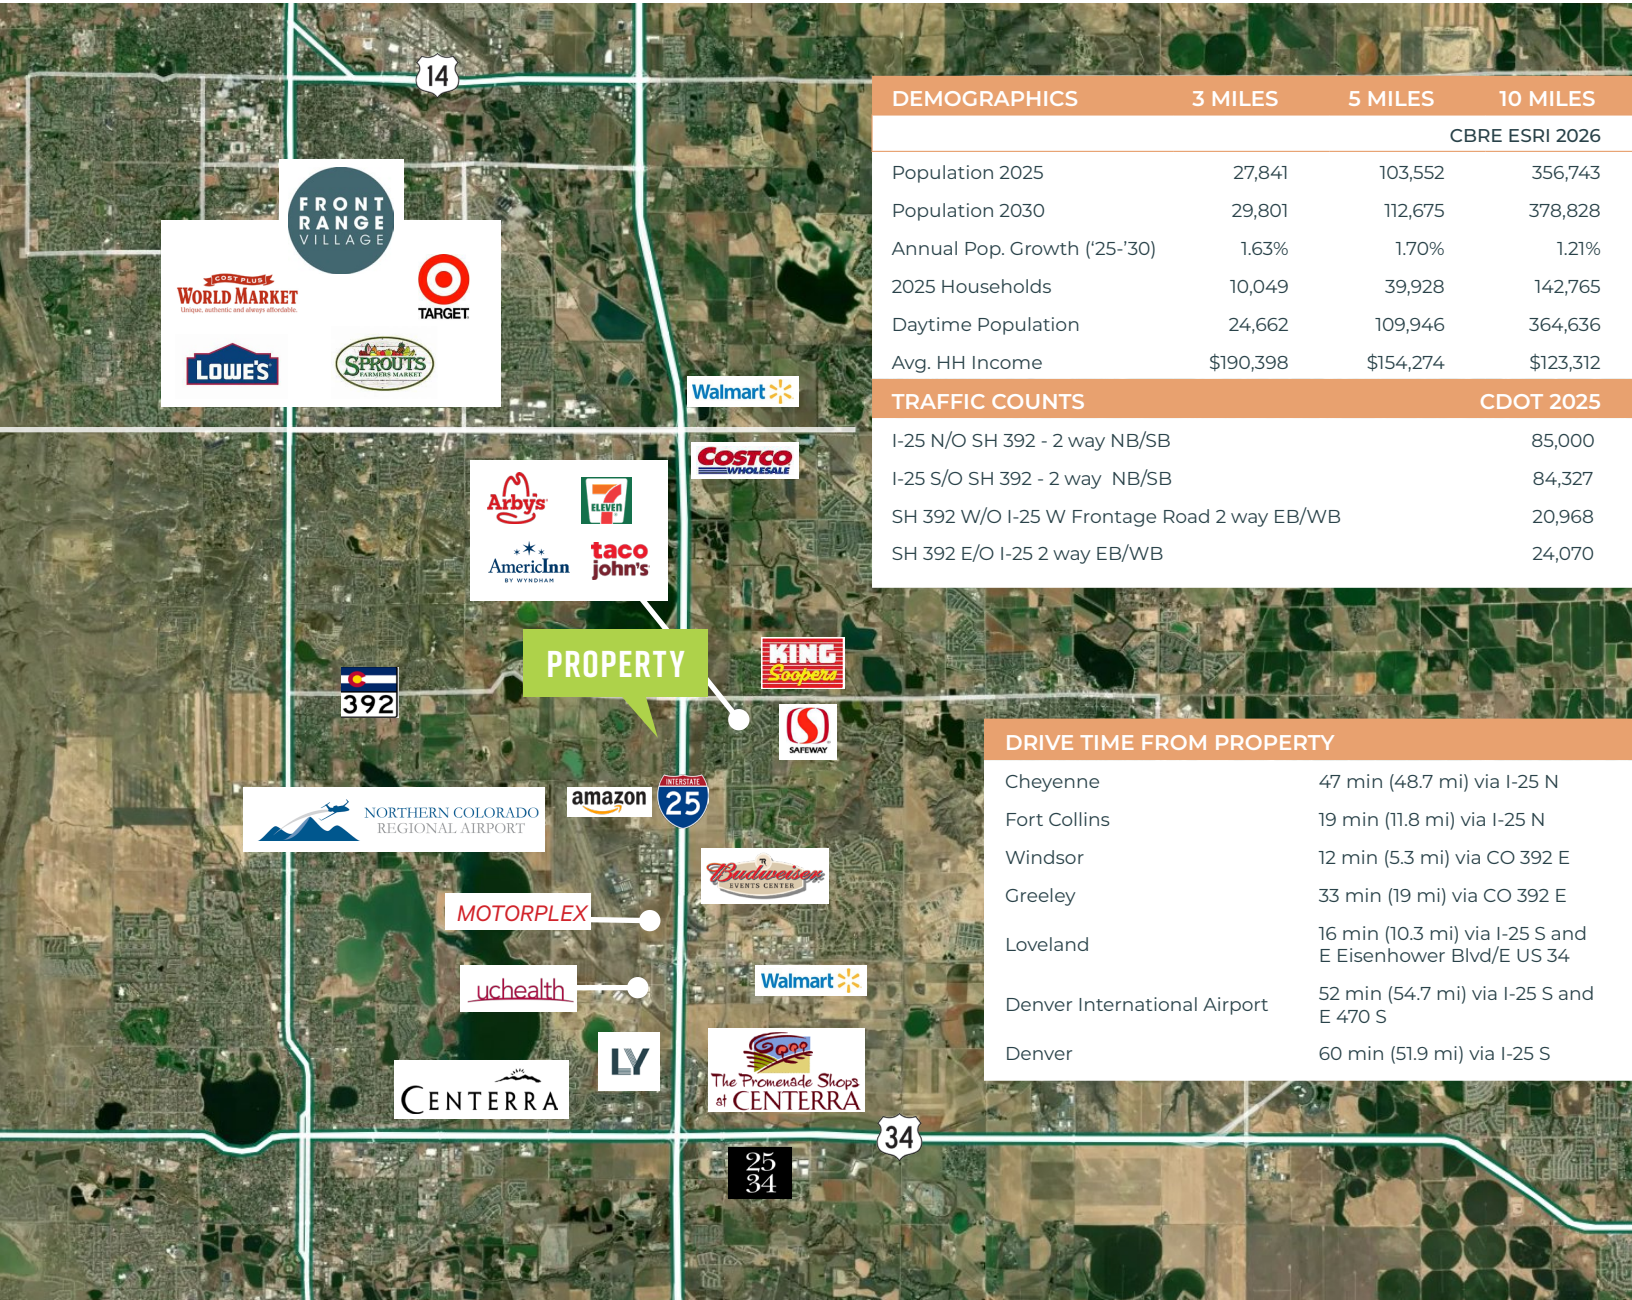 14
FRONT
RANGE
VILLAGE
COST PLUS
WORLD MARKET
Unique, authentic and always affordable.
TARGET
LOWE'S
SPROUTS
FARMERS MARKET
Walmart
COSTCO
WHOLESALE
Arby's
7
ELEVEN
AmericInn
BY WYNDHAM
taco
john's
PROPERTY
KING
Soopers
392
SAFEWAY
NORTHERN COLORADO
REGIONAL AIRPORT
amazon
INTERSTATE
25
Budweiser
EVENTS CENTER
MOTORPLEX
uchealth
Walmart
LY
CENTERRA
The Promenade Shops
at CENTERRA
34
25
34
DEMOGRAPHICS 3 MILES 5 MILES 10 MILES
CBRE ESRI 2026
Population 2025 27,841 103,552 356,743
Population 2030 29,801 112,675 378,828
Annual Pop. Growth (‘25-’30) 1.63% 1.70% 1.21%
2025 Households 10,049 39,928 142,765
Daytime Population 24,662 109,946 364,636
Avg. HH Income $190,398 $154,274 $123,312
TRAFFIC COUNTS CDOT 2025
I-25 N/O SH 392 - 2 way NB/SB 85,000
I-25 S/O SH 392 - 2 way NB/SB 84,327
SH 392 W/O I-25 W Frontage Road 2 way EB/WB 20,968
SH 392 E/O I-25 2 way EB/WB 24,070
DRIVE TIME FROM PROPERTY
Cheyenne 47 min (48.7 mi) via I-25 N
Fort Collins 19 min (11.8 mi) via I-25 N
Windsor 12 min (5.3 mi) via CO 392 E
Greeley 33 min (19 mi) via CO 392 E
Loveland 16 min (10.3 mi) via I-25 S and
E Eisenhower Blvd/E US 34
Denver International Airport 52 min (54.7 mi) via I-25 S and
E 470 S
Denver 60 min (51.9 mi) via I-25 S